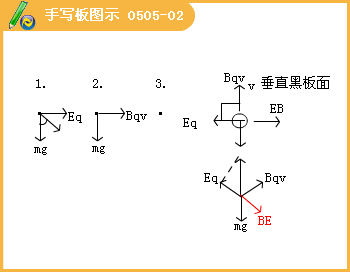 手写板图示 0505-02
1. 2. 3.
Bqv v 垂直黑板面
Eq Bqv Eq EB
mg mg
Eq Bqv
BE
mg